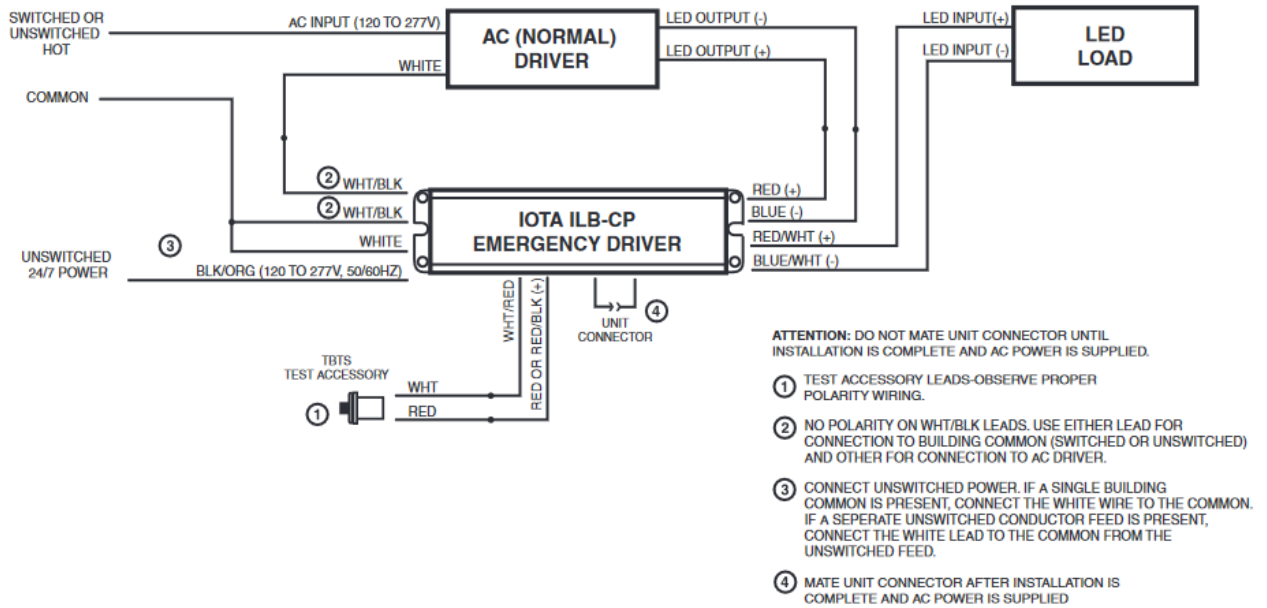 SWITCHED OR
UNSWITCHED
HOT
AC INPUT (120 TO 277V)
AC (NORMAL)
DRIVER
LED OUTPUT (-)
LED OUTPUT (+)
LED INPUT(+)
LED INPUT (-)
LED
LOAD
WHITE
COMMON
2
WHT/BLK
2
WHT/BLK
WHITE
3
UNSWITCHED
24/7 POWER
BLK/ORG (120 TO 277V, 50/60HZ)
IOTA ILB-CP
EMERGENCY DRIVER
RED (+)
BLUE (-)
RED/WHT (+)
BLUE/WHT (-)
WHT/RED
RED OR RED/BLK (+)
UNIT
CONNECTOR
4
TBTS
TEST ACCESSORY
1
WHT
RED
ATTENTION: DO NOT MATE UNIT CONNECTOR UNTIL
INSTALLATION IS COMPLETE AND AC POWER IS SUPPLIED.
1 TEST ACCESSORY LEADS-OBSERVE PROPER
POLARITY WIRING.
2 NO POLARITY ON WHT/BLK LEADS. USE EITHER LEAD FOR
CONNECTION TO BUILDING COMMON (SWITCHED OR UNSWITCHED)
AND OTHER FOR CONNECTION TO AC DRIVER.
3 CONNECT UNSWITCHED POWER. IF A SINGLE BUILDING
COMMON IS PRESENT, CONNECT THE WHITE WIRE TO THE COMMON.
IF A SEPERATE UNSWITCHED CONDUCTOR FEED IS PRESENT,
CONNECT THE WHITE LEAD TO THE COMMON FROM THE
UNSWITCHED FEED.
4 MATE UNIT CONNECTOR AFTER INSTALLATION IS
COMPLETE AND AC POWER IS SUPPLIED